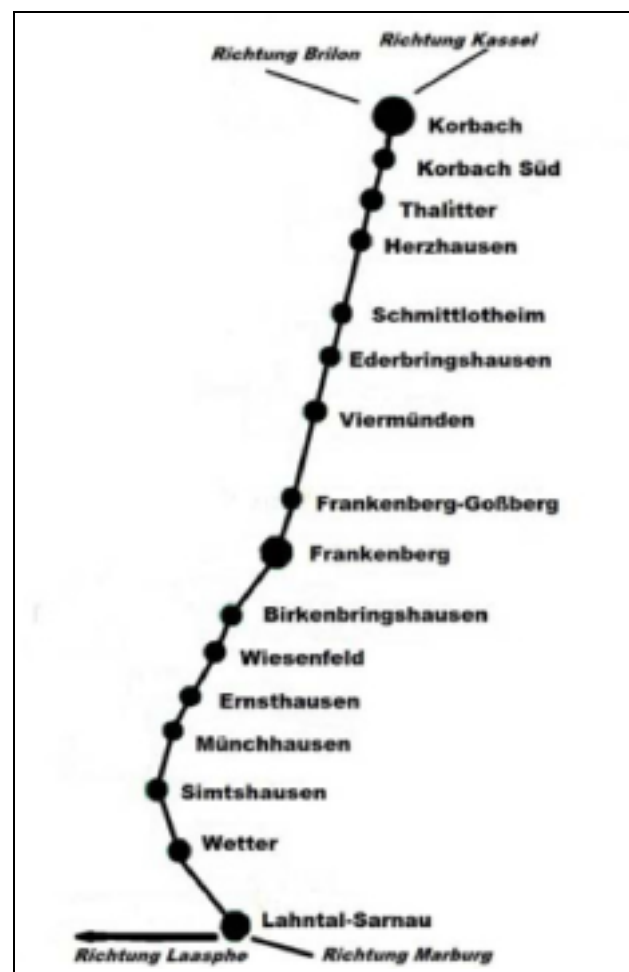 Richtung Brilon
Richtung Kassel
Korbach
Korbach Süd
Thalitter
Herzhausen
Schmittlotheim
Ederbringshausen
Viermünden
Frankenberg-Goßberg
Frankenberg
Birkenbringshausen
Wiesenfeld
Ernsthausen
Münchhausen
Simtshausen
Wetter
Lahntal-Sarnau
Richtung Laasphe
Richtung Marburg